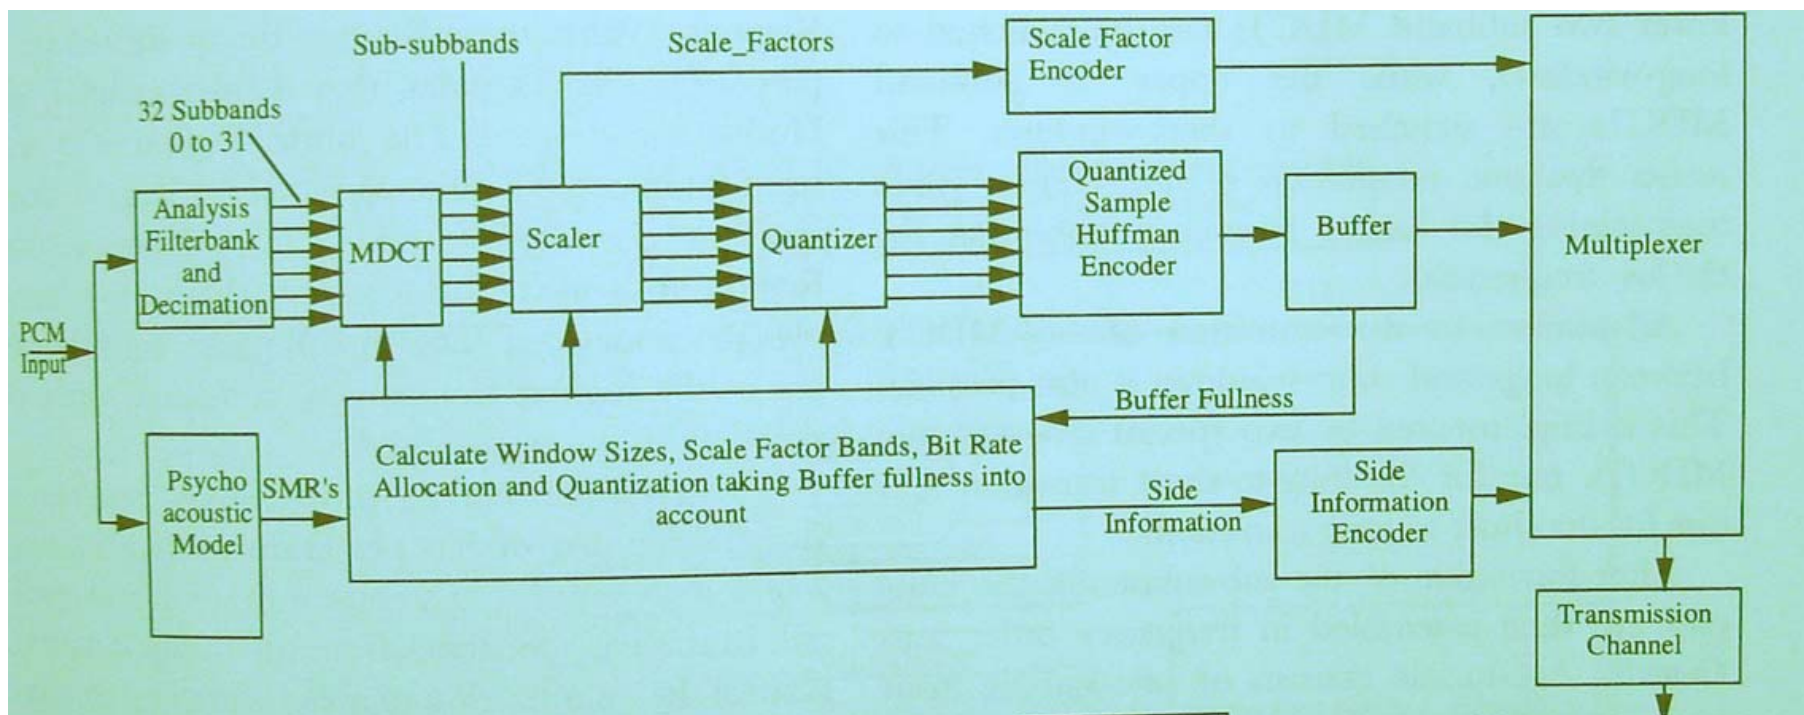 Sub-subbands
Scale_Factors
Scale Factor
Encoder
32 Subbands
0 to 31
Analysis
Filterbank
and
Decimation
MDCT
Scaler
Quantizer
Quantized
Sample
Huffman
Encoder
Buffer
Multiplexer
PCM
Input
Buffer Fullness
Psycho
acoustic
Model
SMR's
Calculate Window Sizes, Scale Factor Bands, Bit Rate
Allocation and Quantization taking Buffer fullness into
account
Side
Information
Side
Information
Encoder
Transmission
Channel